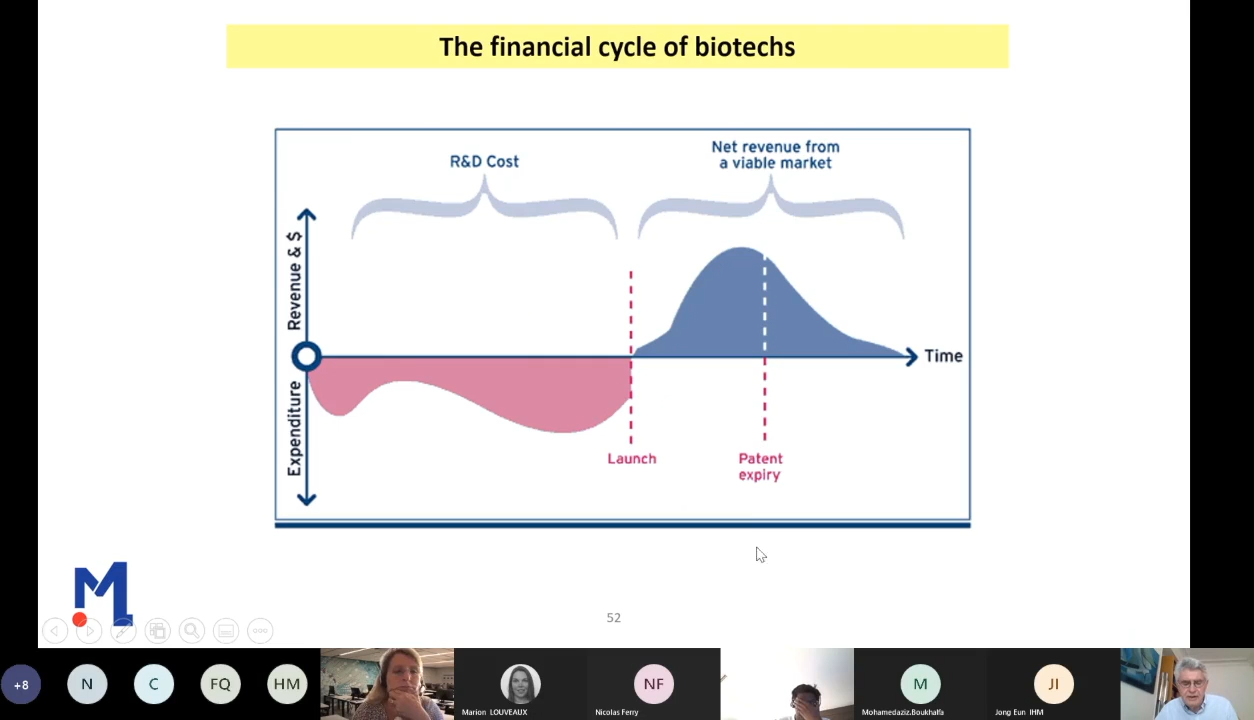 The financial cycle of biotechs
R&D Cost
Net revenue from
a viable market
Revenue & $
Expenditure
Time
Launch
Patent
expiry
M
52
+8
N
C
FQ
HM
Marion LOUVEAUX
NF
Nicolas Ferry
M
Mohamedaziz.Boukhalfa
JI
Jong Eun IHM